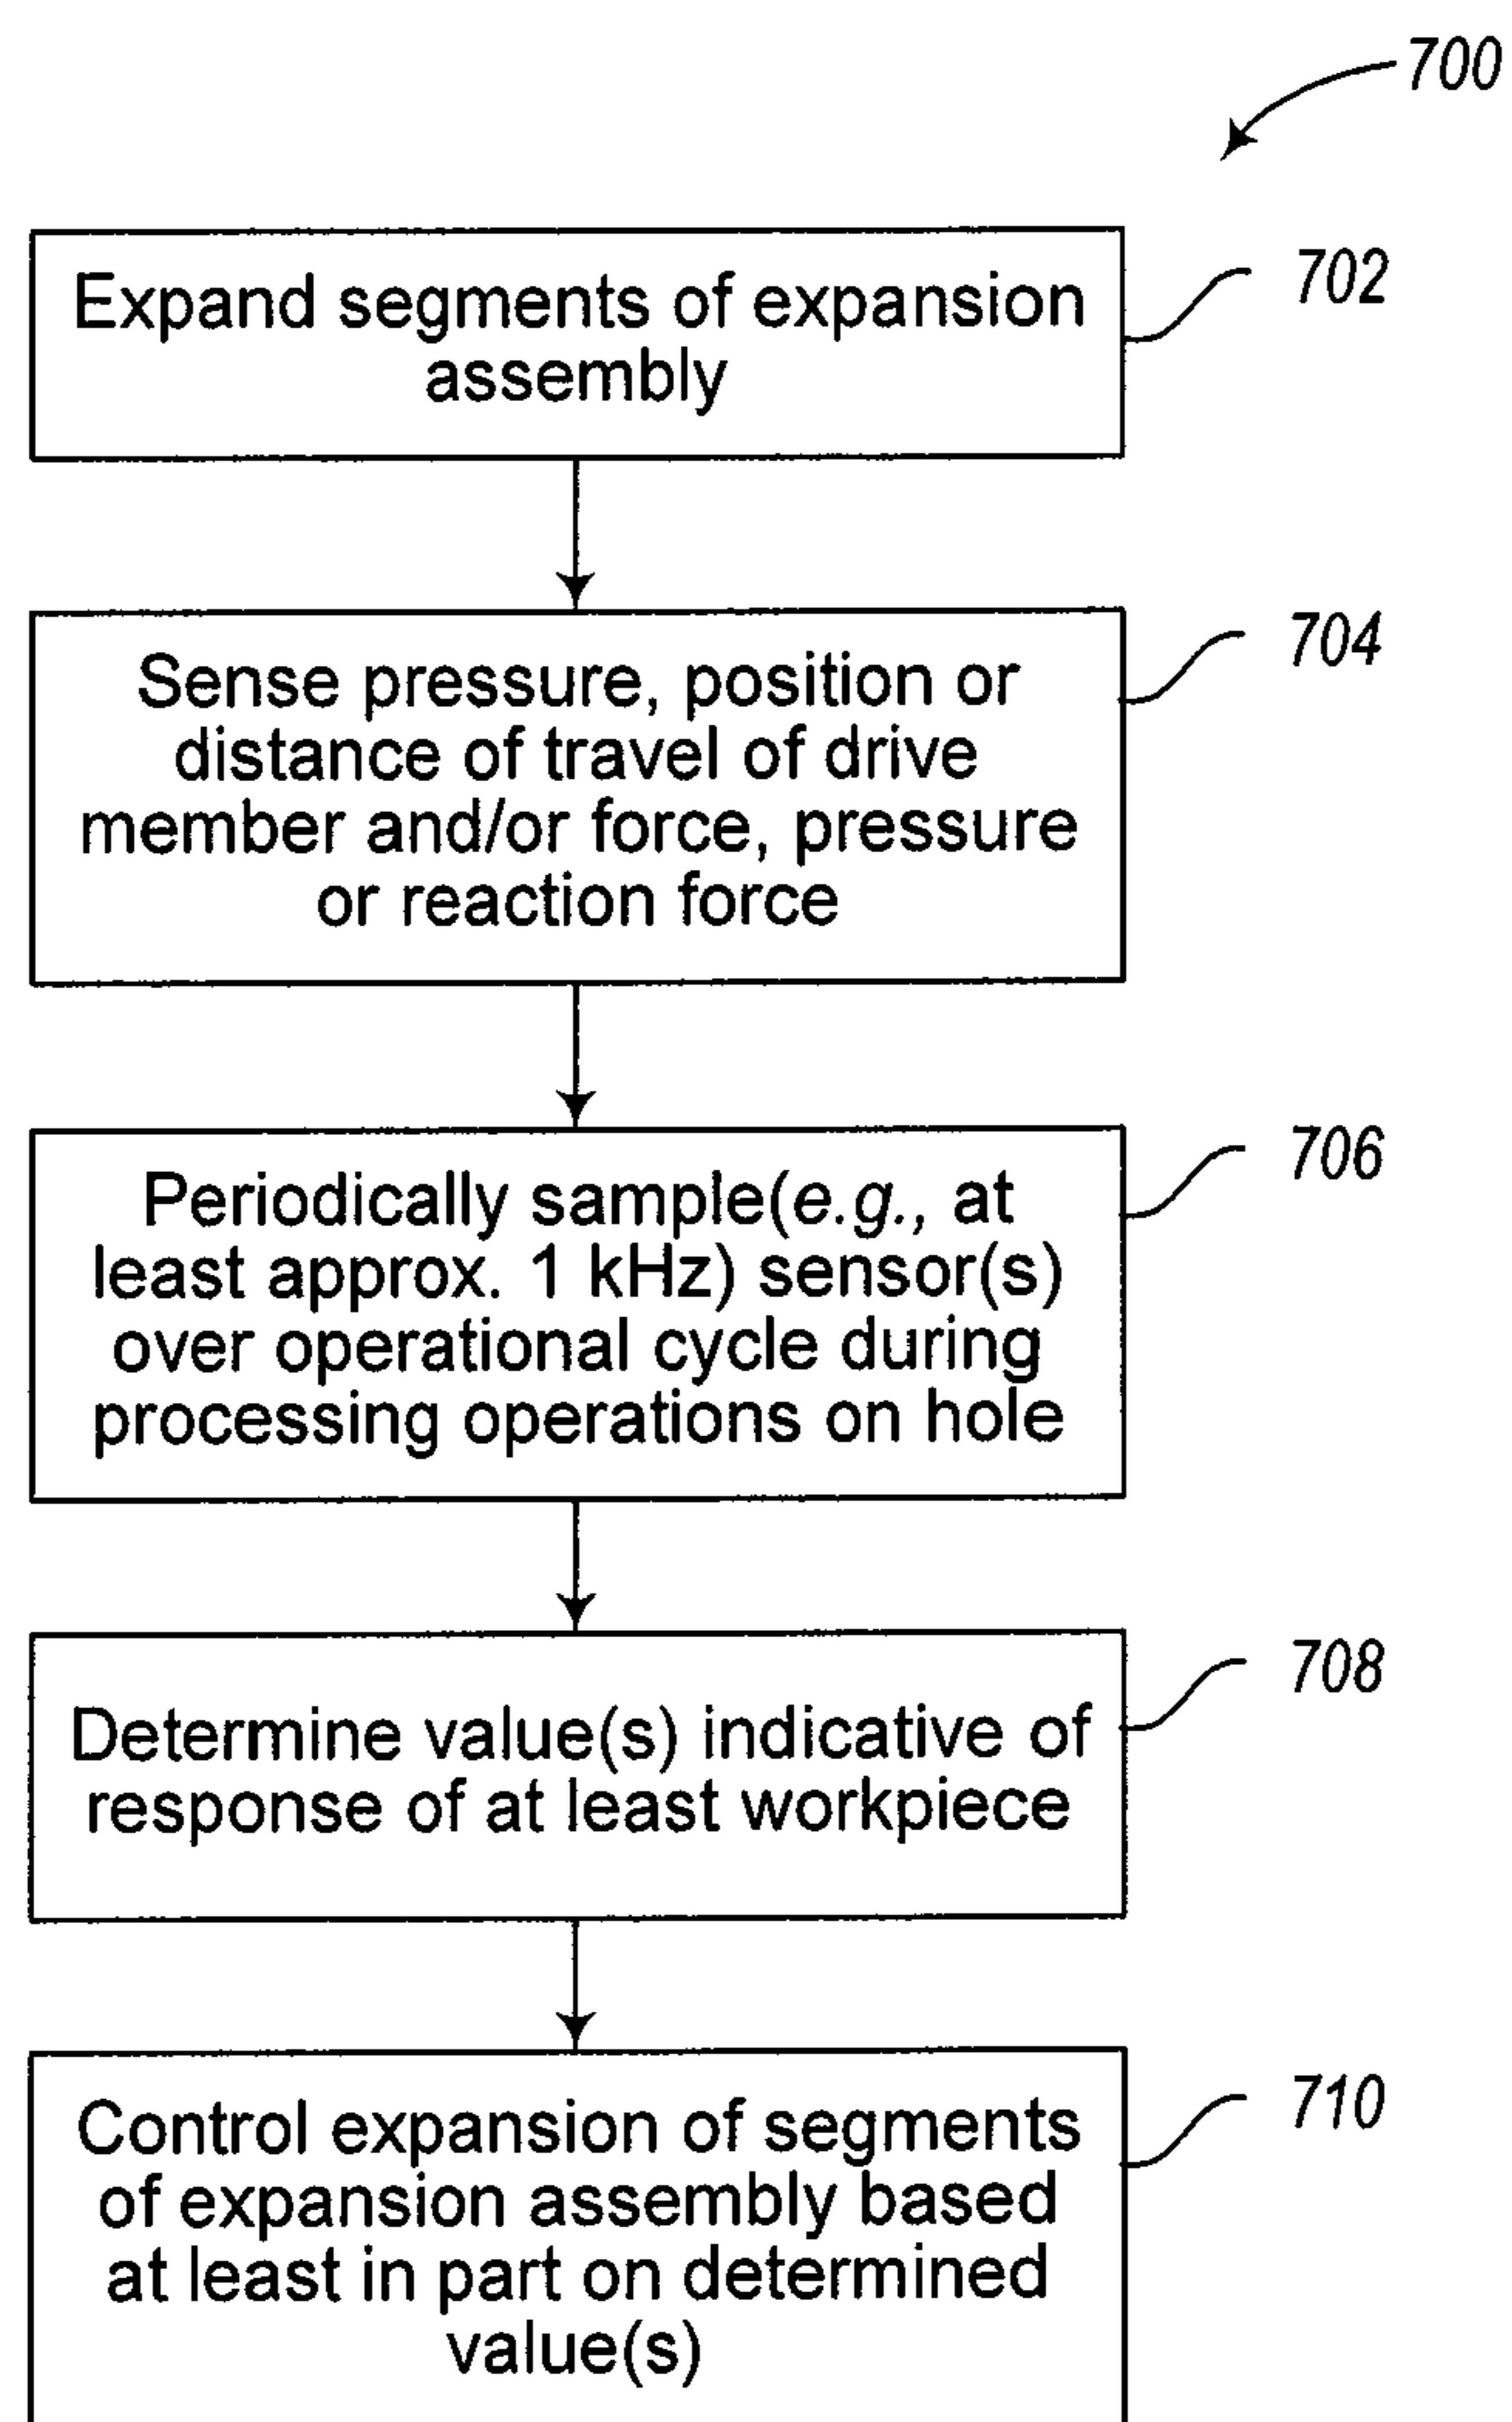 700
Expand segments of expansion
assembly
702
Sense pressure, position or
distance of travel of drive
member and/or force, pressure
or reaction force
704
Periodically sample(e.g., at
least approx. 1 kHz) sensor(s)
over operational cycle during
processing operations on hole
706
Determine value(s) indicative of
response of at least workpiece
708
Control expansion of segments
of expansion assembly based
at least in part on determined
value(s)
710